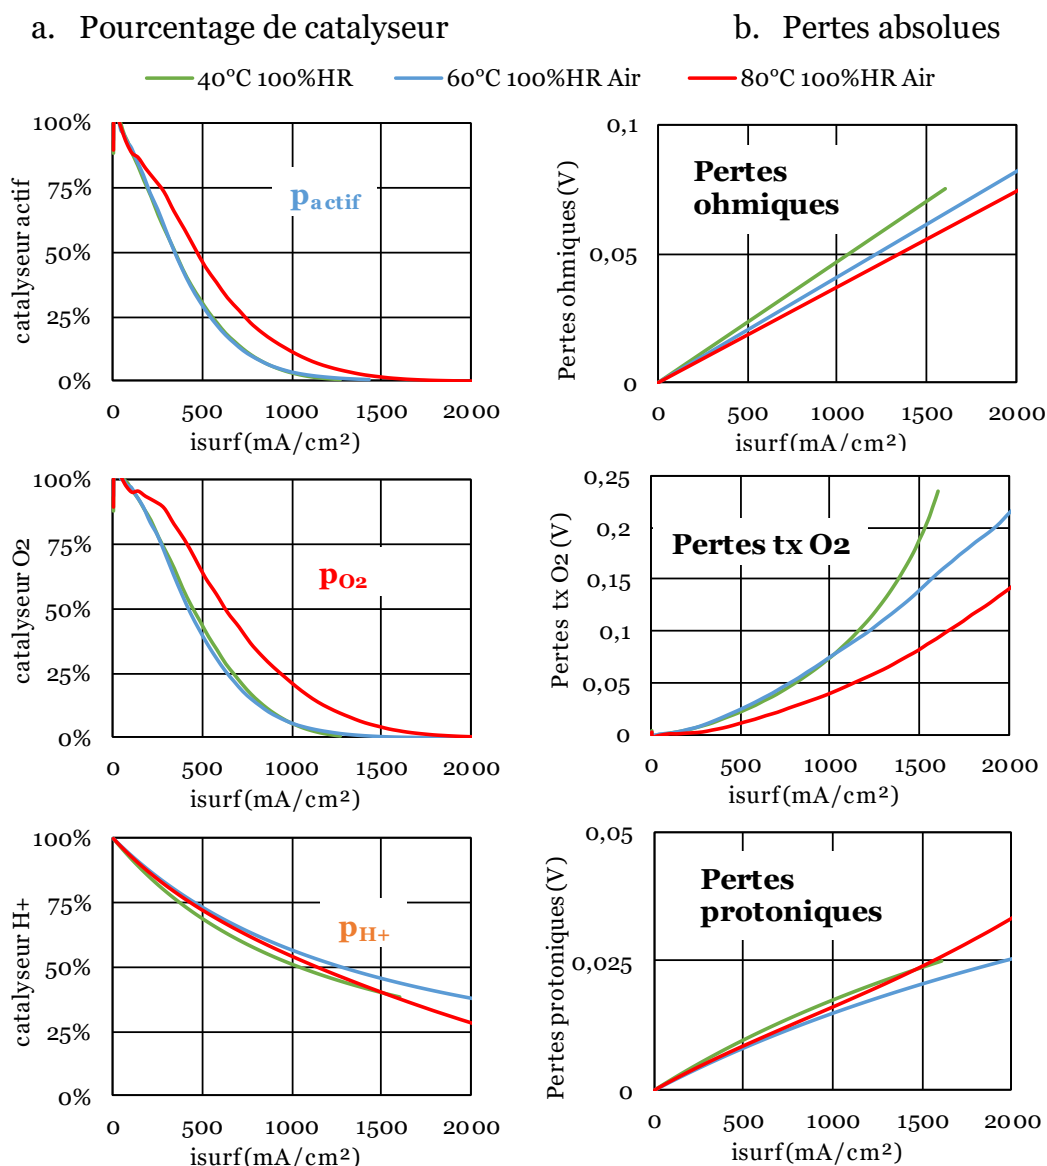 a. Pourcentage de catalyseur
b. Pertes absolues
40°C 100%HR
60°C 100%HR Air
80°C 100%HR Air
100%
75%
50%
25%
0%
catalyseur actif
p actif
0 500 1000 1500 2000
isurf(mA/cm²)
0,1
0,05
0
Pertes ohmiques (V)
Pertes
ohmiques
0 500 1000 1500 2000
isurf(mA/cm²)
100%
75%
50%
25%
0%
catalyseur O2
pO2
0 500 1000 1500 2000
isurf(mA/cm²)
0,25
0,2
0,15
0,1
0,05
0
Pertes tx O2 (V)
Pertes tx O2
0 500 1000 1500 2000
isurf(mA/cm²)
100%
75%
50%
25%
0%
catalyseur H+
pH+
0 500 1000 1500 2000
isurf(mA/cm²)
0,05
0,025
0
Pertes protoniques (V)
Pertes
protoniques
0 500 1000 1500 2000
isurf(mA/cm²)